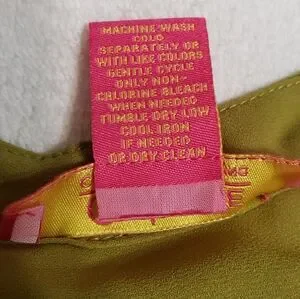 MACHINE WASH
COLD
SEPARATELY OR
WITH LIKE COLORS
GENTLE CYCLE
ONLY NON-
CHLORINE BLEACH
WHEN NEEDED
TUMBLE-DRY-LOW
COOL IRON
IF NEEDED
OR DRY CLEAN